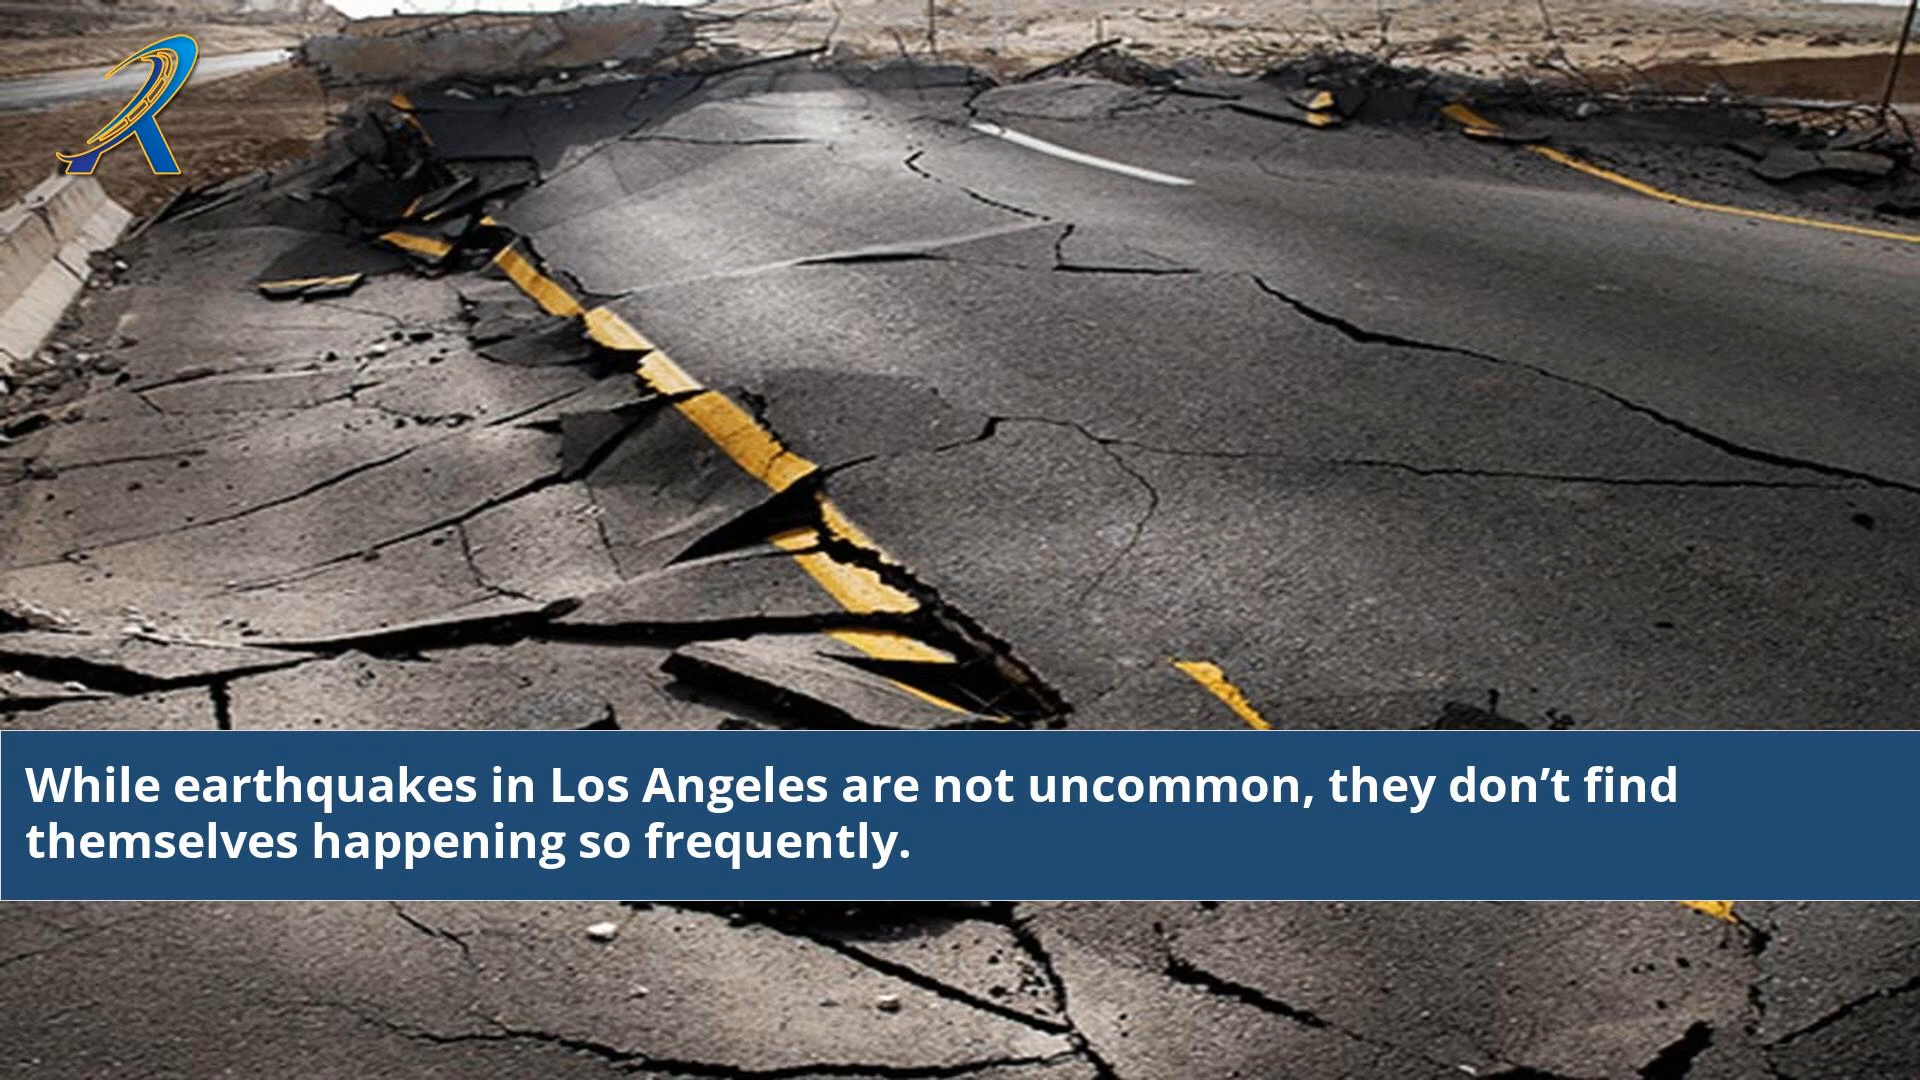 While earthquakes in Los Angeles are not uncommon, they don’t find
themselves happening so frequently.